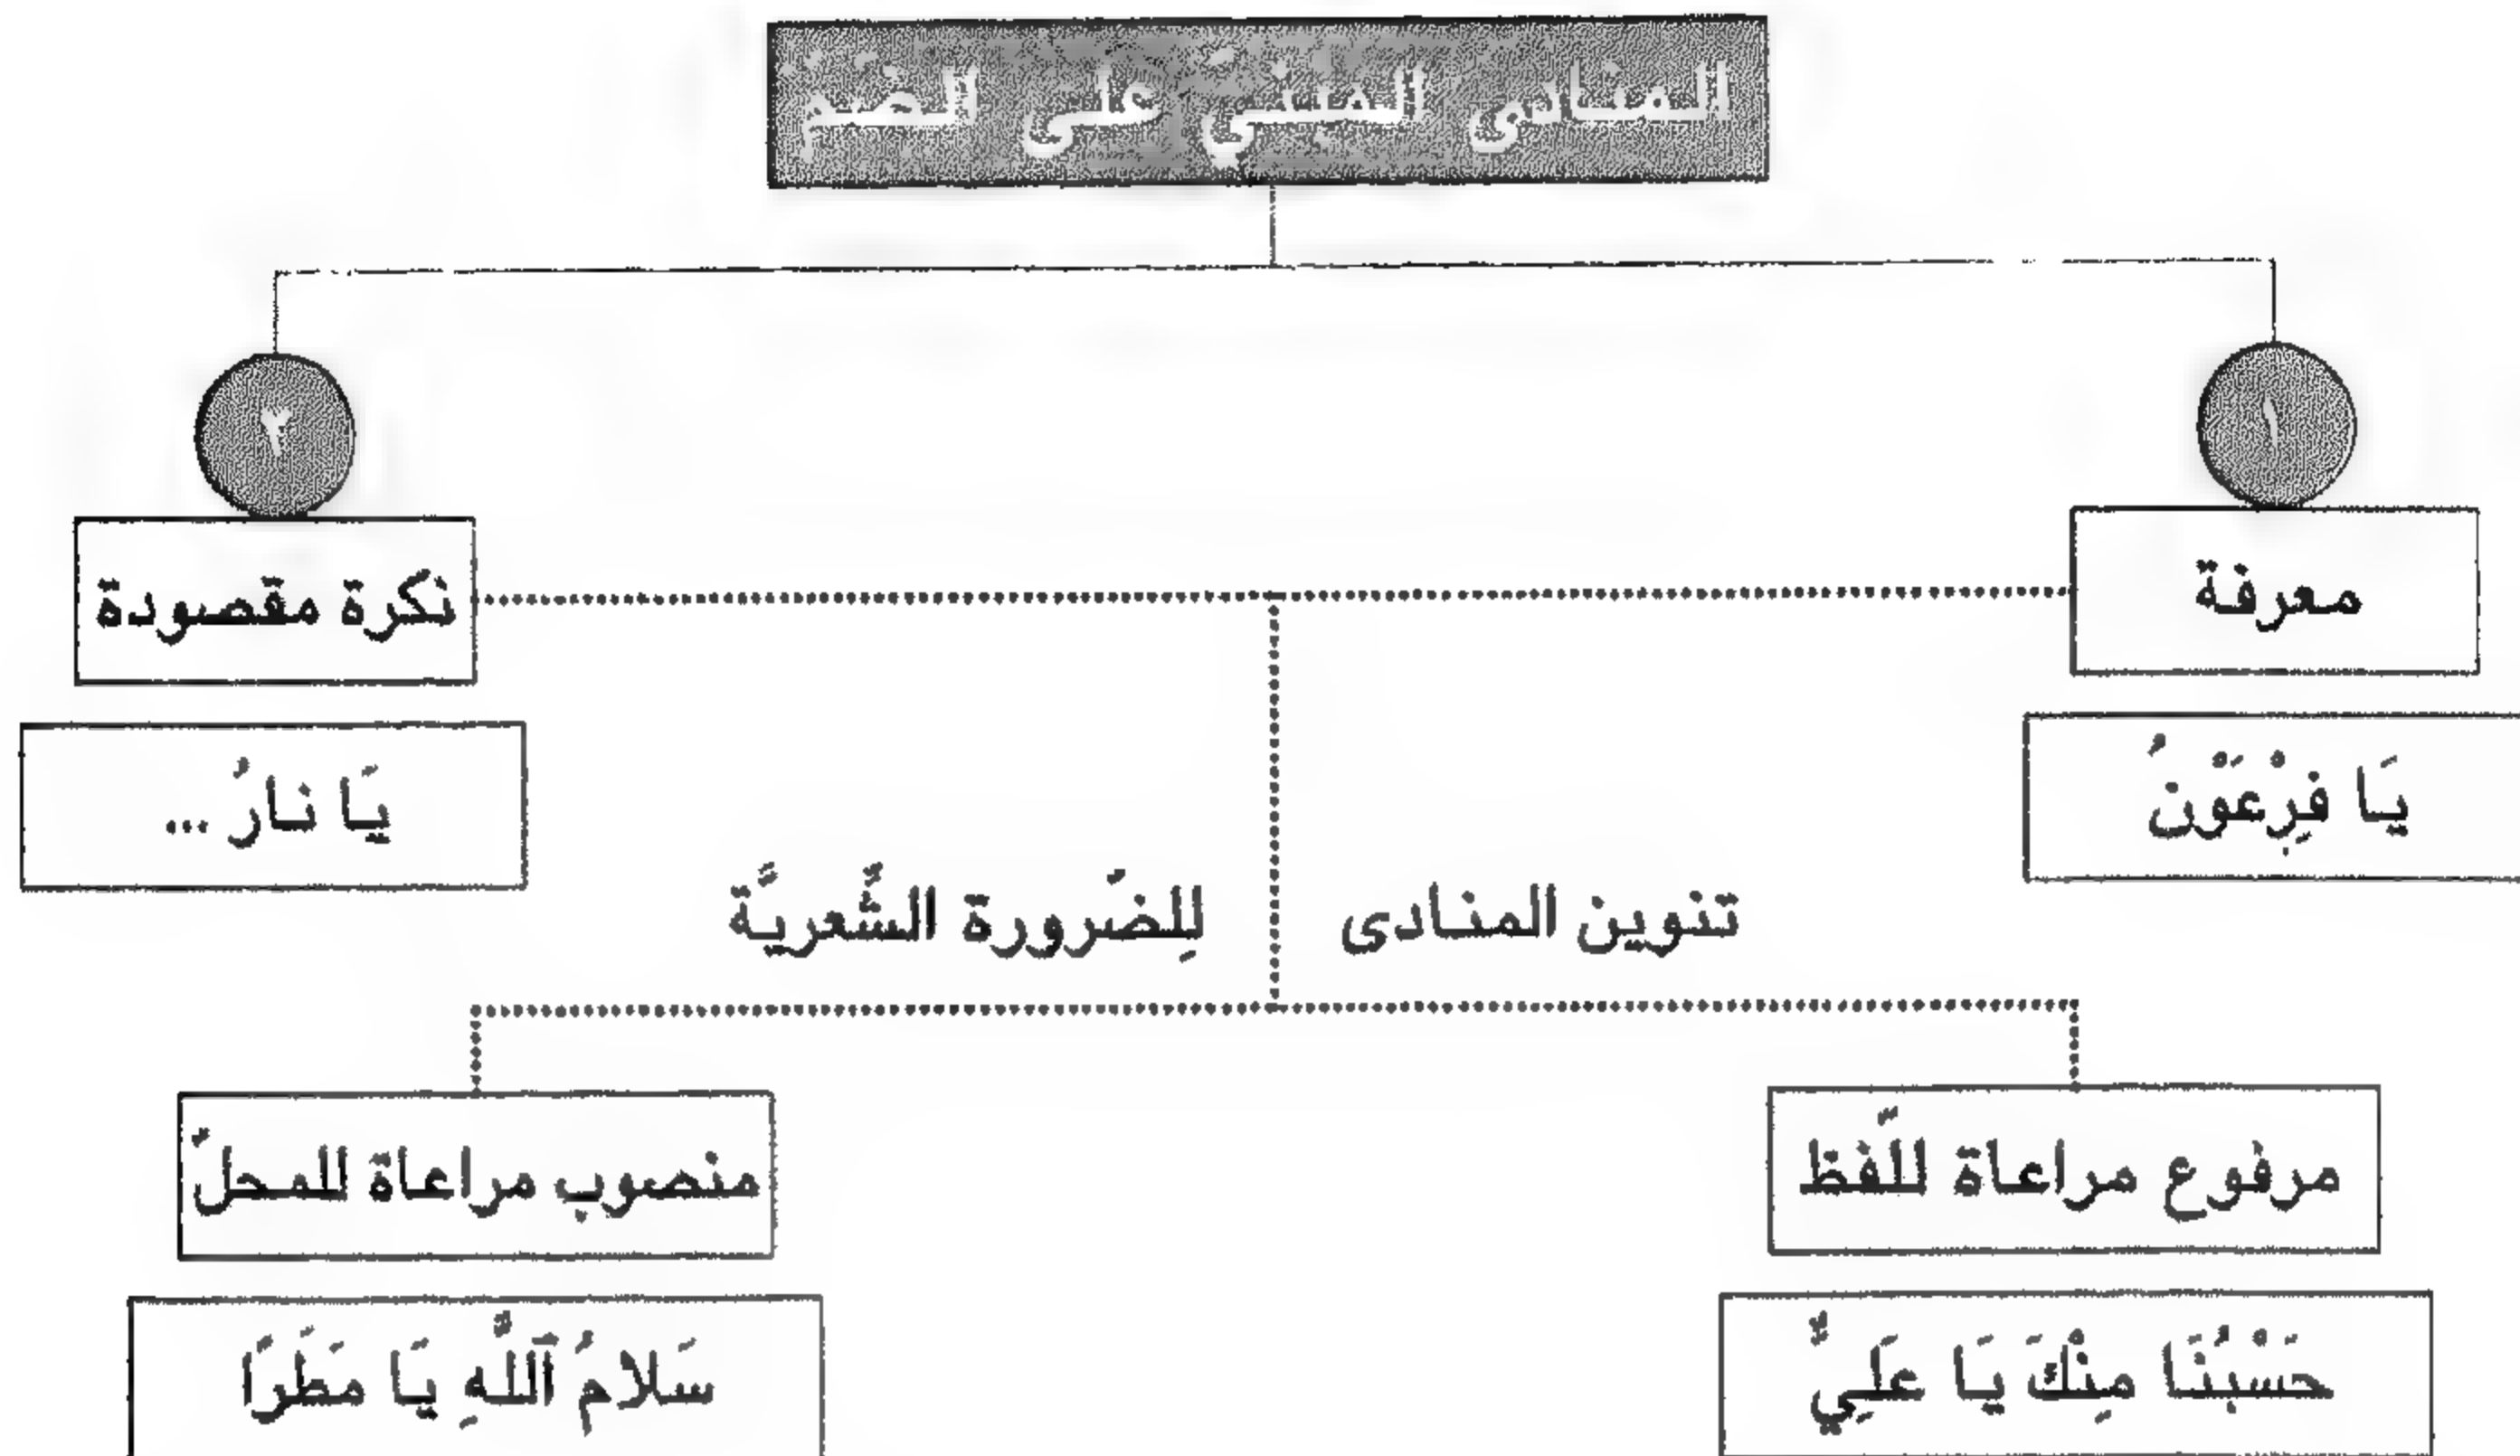 المنادى المبنيّ على الضمّ
١
٢
معرفة
نكرة مقصودة
يَا فِرْعَوْنُ
يَا نارُ ...
تنوين المنادى لِلضّرورة الشِّعريَّة
مرفوع مراعاة للّفظ
منصوب مراعاة للمحلّ
حَسْبُنَا مِنْكَ يَا عَلِيٌّ
سَلامُ ٱللَّهِ يَا مَطَرًا